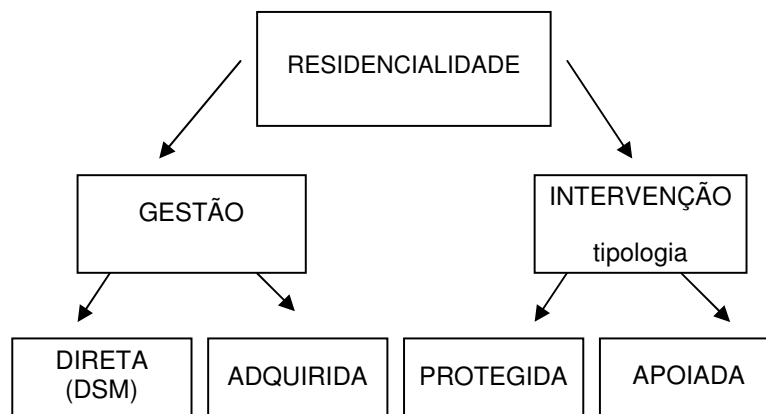 RESIDENCIALIDADE
GESTÃO
INTERVENÇÃO
tipologia
DIRETA
(DSM)
ADQUIRIDA
PROTEGIDA
APOIADA